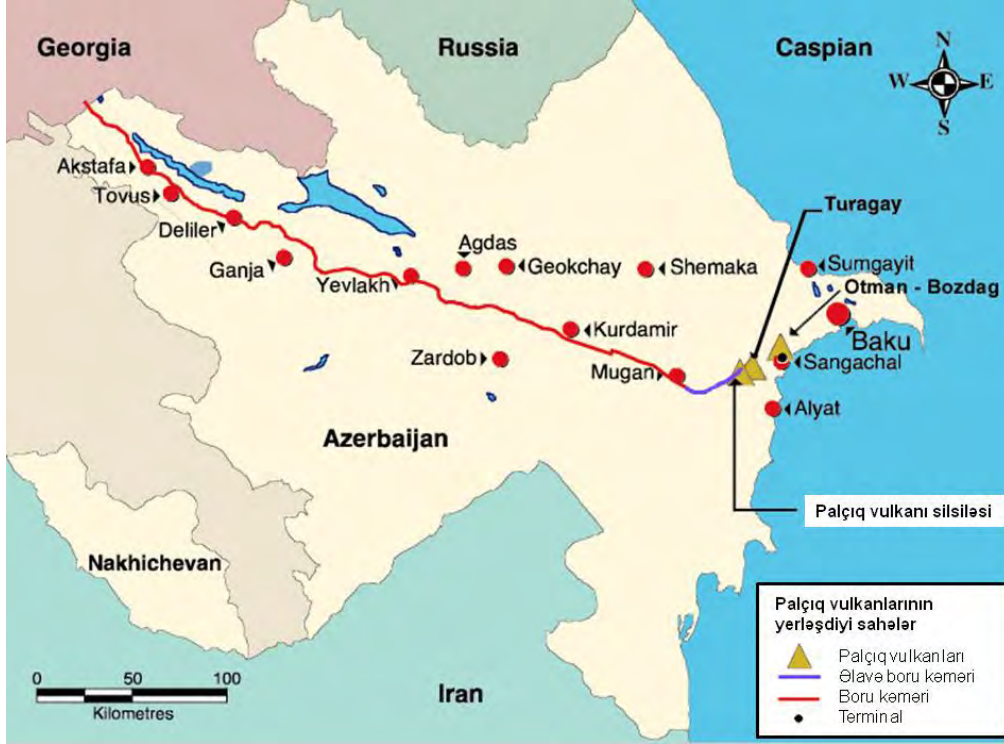 Georgia
Russia
Caspian
N
W E
S
Akstafa
Tovus
Deliler
Ganja
Yevlakh
Agdas
Geokchay
Shemaka
Turagay
Sumgayit
Otman - Bozdag
Baku
Kurdamir
Zardob
Mugan
Sangachal
Alyat
Azerbaijan
Palçıq vulkanı silsiləsi
Nakhichevan
Iran
0 50 100
Kilometres
Palçıq vulkanlarının
yerləşdiyi sahələr
Palçıq vulkanları
Əlavə boru kəməri
Boru kəməri
Terminal